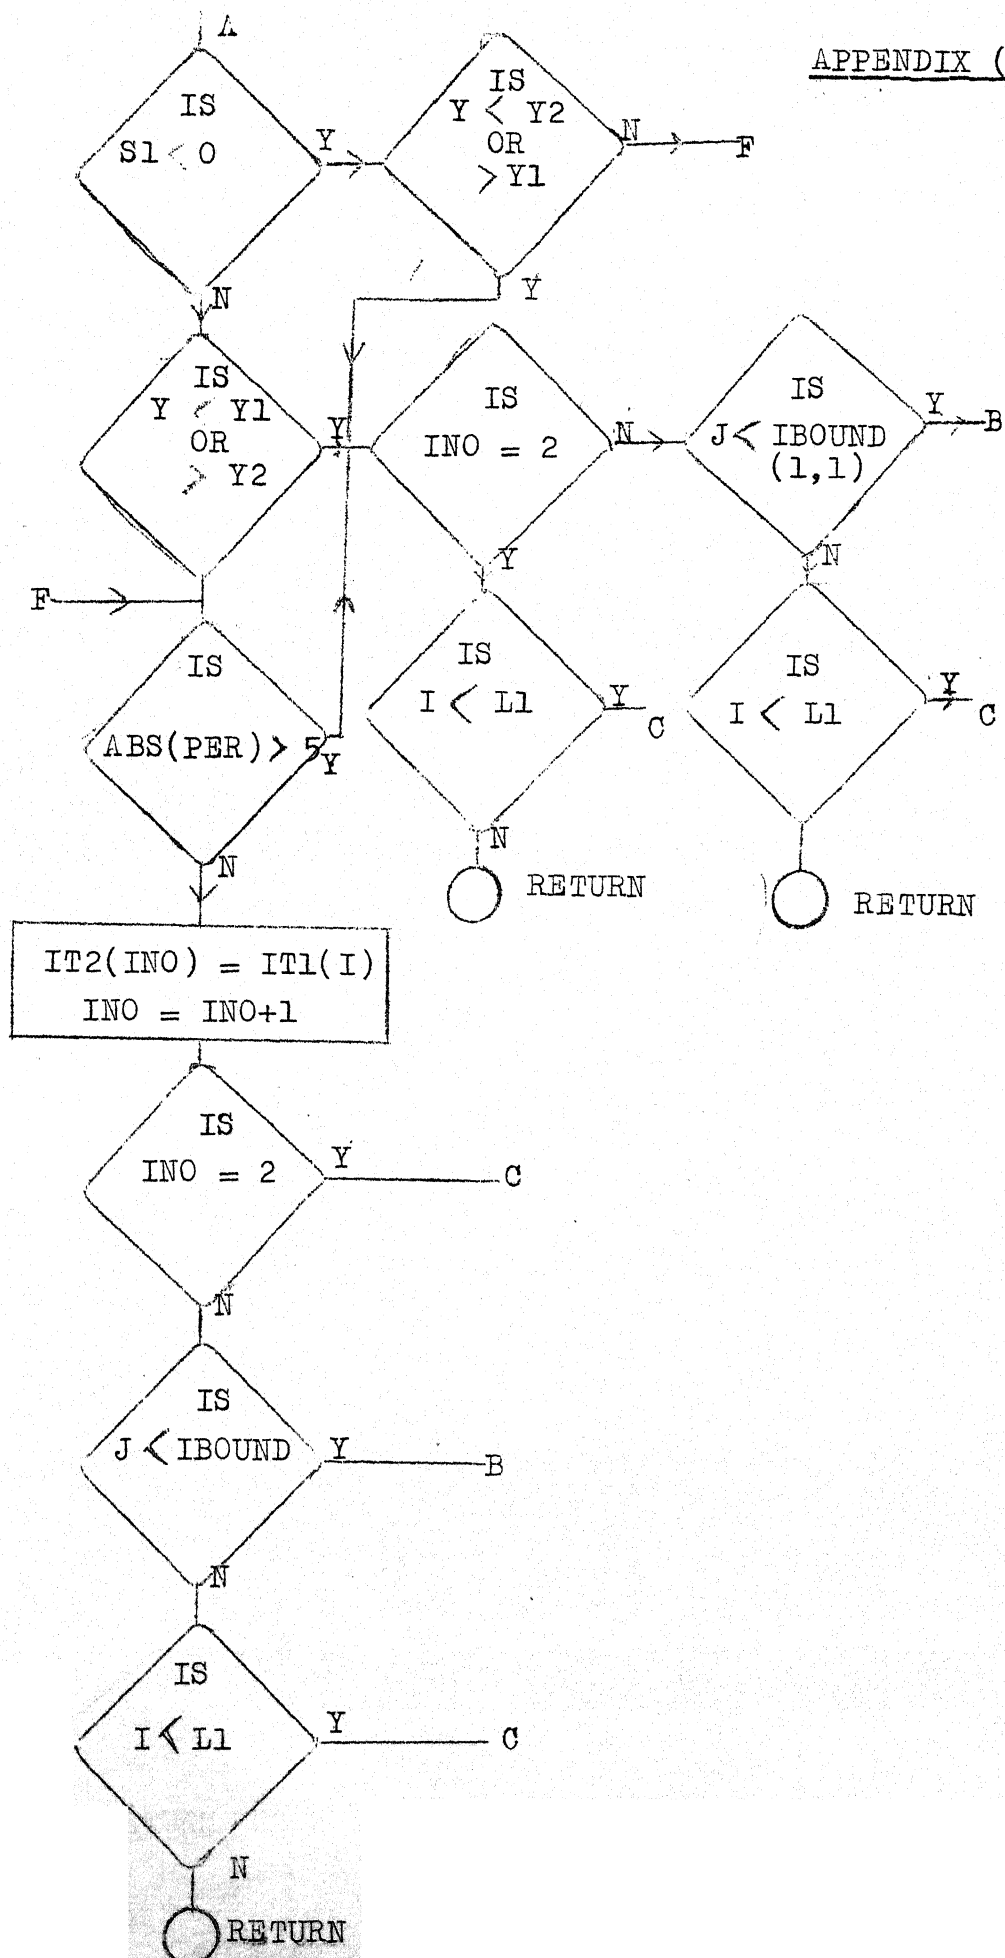 A
APPENDIX (
IS
S1 < 0
Y
N
IS
Y < Y2
OR
> Y1
N
F
Y
IS
Y < Y1
OR
> Y2
Y
IS
INO = 2
N
Y
IS
J < IBOUND
(1,1)
Y
B
N
F
IS
ABS(PER) > 5
Y
N
IS
I < L1
Y
C
N
RETURN
IS
I < L1
Y
C
RETURN
IT2(INO) = IT1(I)
INO = INO+1
IS
INO = 2
Y
C
N
IS
J < IBOUND
Y
B
N
IS
I < L1
Y
C
N
RETURN